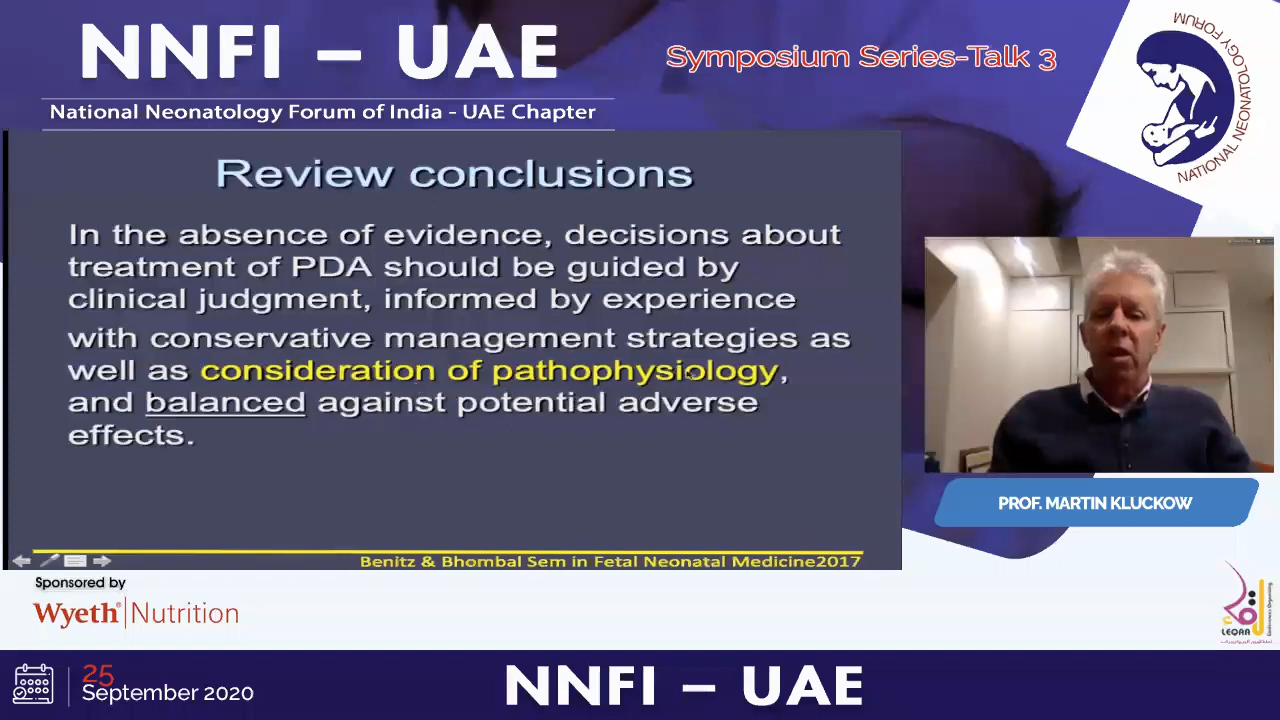 NNFI – UAE
National Neonatology Forum of India - UAE Chapter
Symposium Series-Talk 3
NATIONAL NEONATOLOGY FORUM
Review conclusions
In the absence of evidence, decisions about
treatment of PDA should be guided by
clinical judgment, informed by experience
with conservative management strategies as
well as consideration of pathophysiology,
and balanced against potential adverse
effects.
Benitz & Bhombal Sem in Fetal Neonatal Medicine2017
PROF. MARTIN KLUCKOW
Sponsored by
Wyeth® Nutrition
LEQAA
25
September 2020
NNFI – UAE